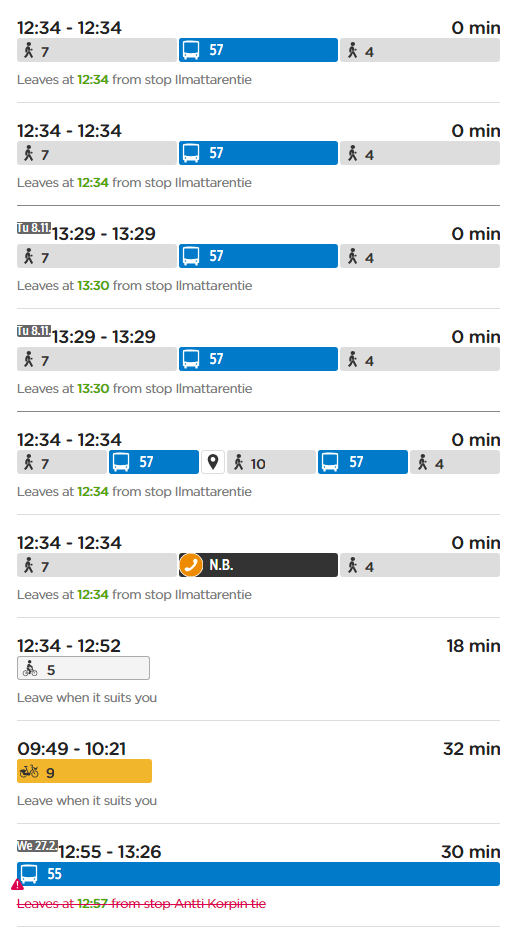 12:34 - 12:34 0 min
7 57 4
Leaves at 12:34 from stop Ilmattarentie
12:34 - 12:34 0 min
7 57 4
Leaves at 12:34 from stop Ilmattarentie
Tu 8.11. 13:29 - 13:29 0 min
7 57 4
Leaves at 13:30 from stop Ilmattarentie
Tu 8.11. 13:29 - 13:29 0 min
7 57 4
Leaves at 13:30 from stop Ilmattarentie
12:34 - 12:34 0 min
7 57 10 57 4
Leaves at 12:34 from stop Ilmattarentie
12:34 - 12:34 0 min
7 N.B. 4
Leaves at 12:34 from stop Ilmattarentie
12:34 - 12:52 18 min
5
Leave when it suits you
09:49 - 10:21 32 min
9
Leave when it suits you
We 27.2. 12:55 - 13:26 30 min
55
Leaves at 12:57 from stop Antti Korpin tie